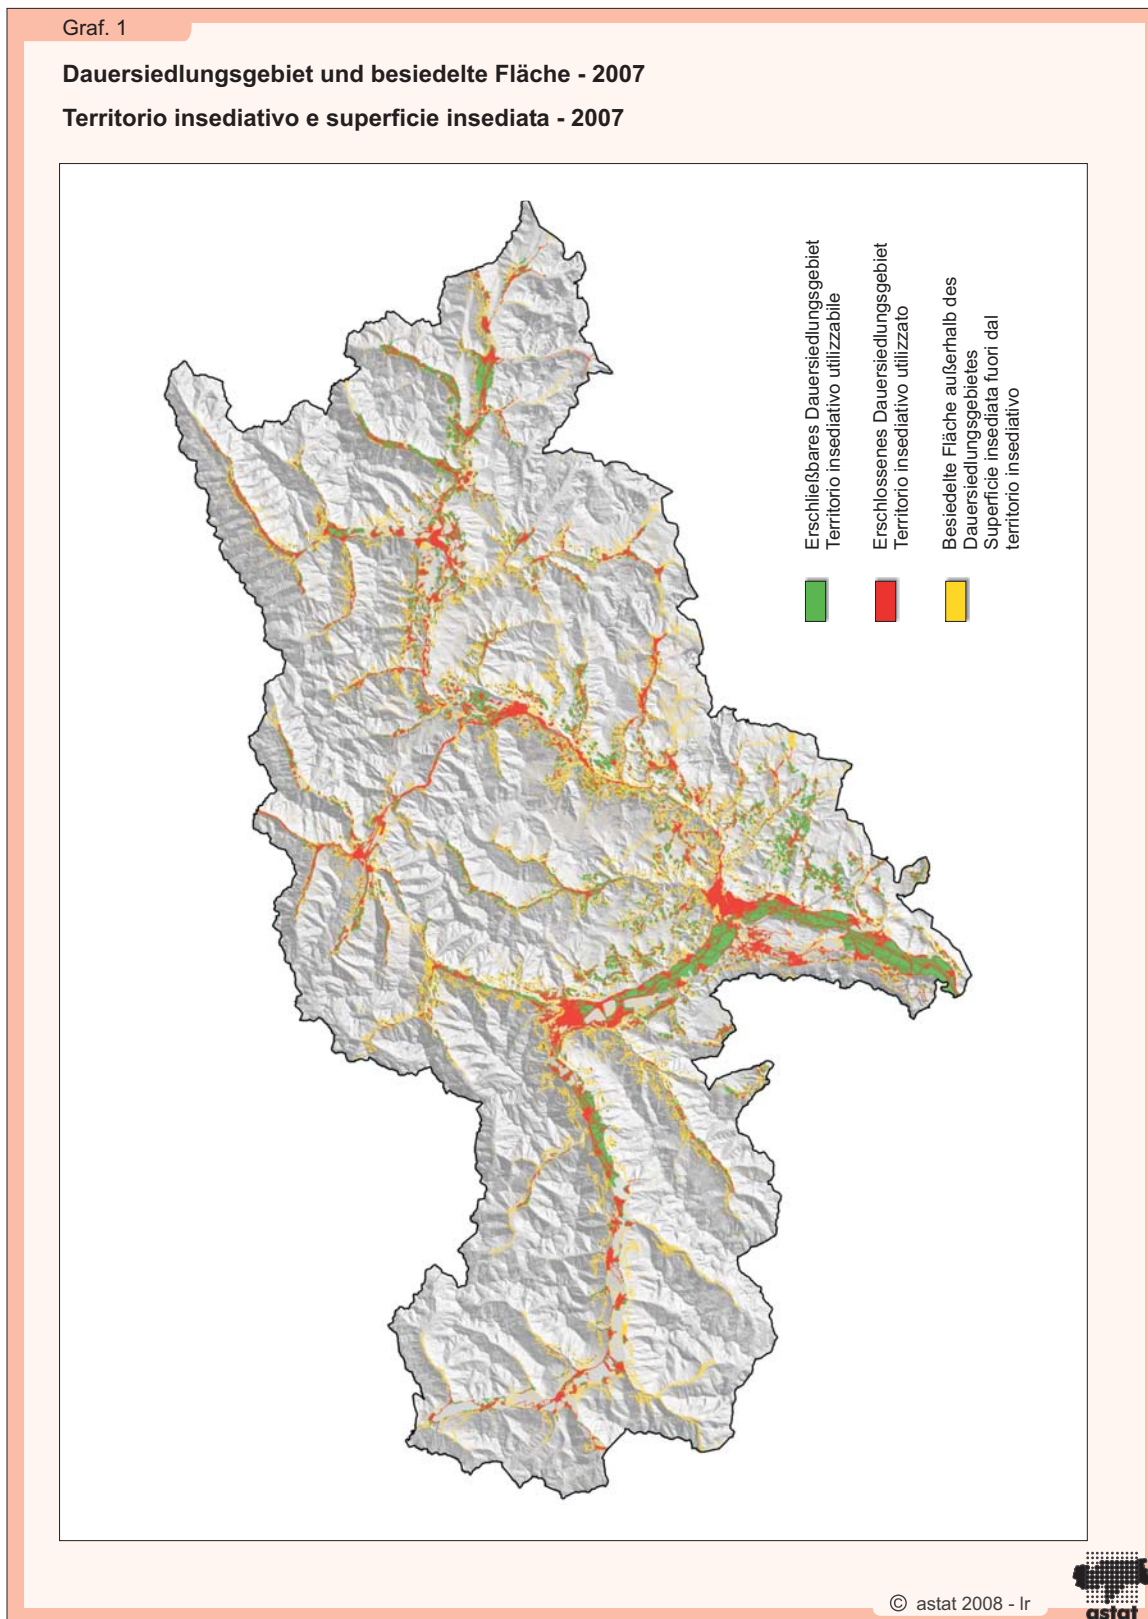 Graf. 1
Dauersiedlungsgebiet und besiedelte Fläche - 2007
Territorio insediativo e superficie insediata - 2007
Erschließbares Dauersiedlungsgebiet
Territorio insediativo utilizzabile
Erschlossenes Dauersiedlungsgebiet
Territorio insediativo utilizzato
Besiedelte Fläche außerhalb des
Dauersiedlungsgebietes
Superficie insediata fuori dal
territorio insediativo
© astat 2008 - lr
astat